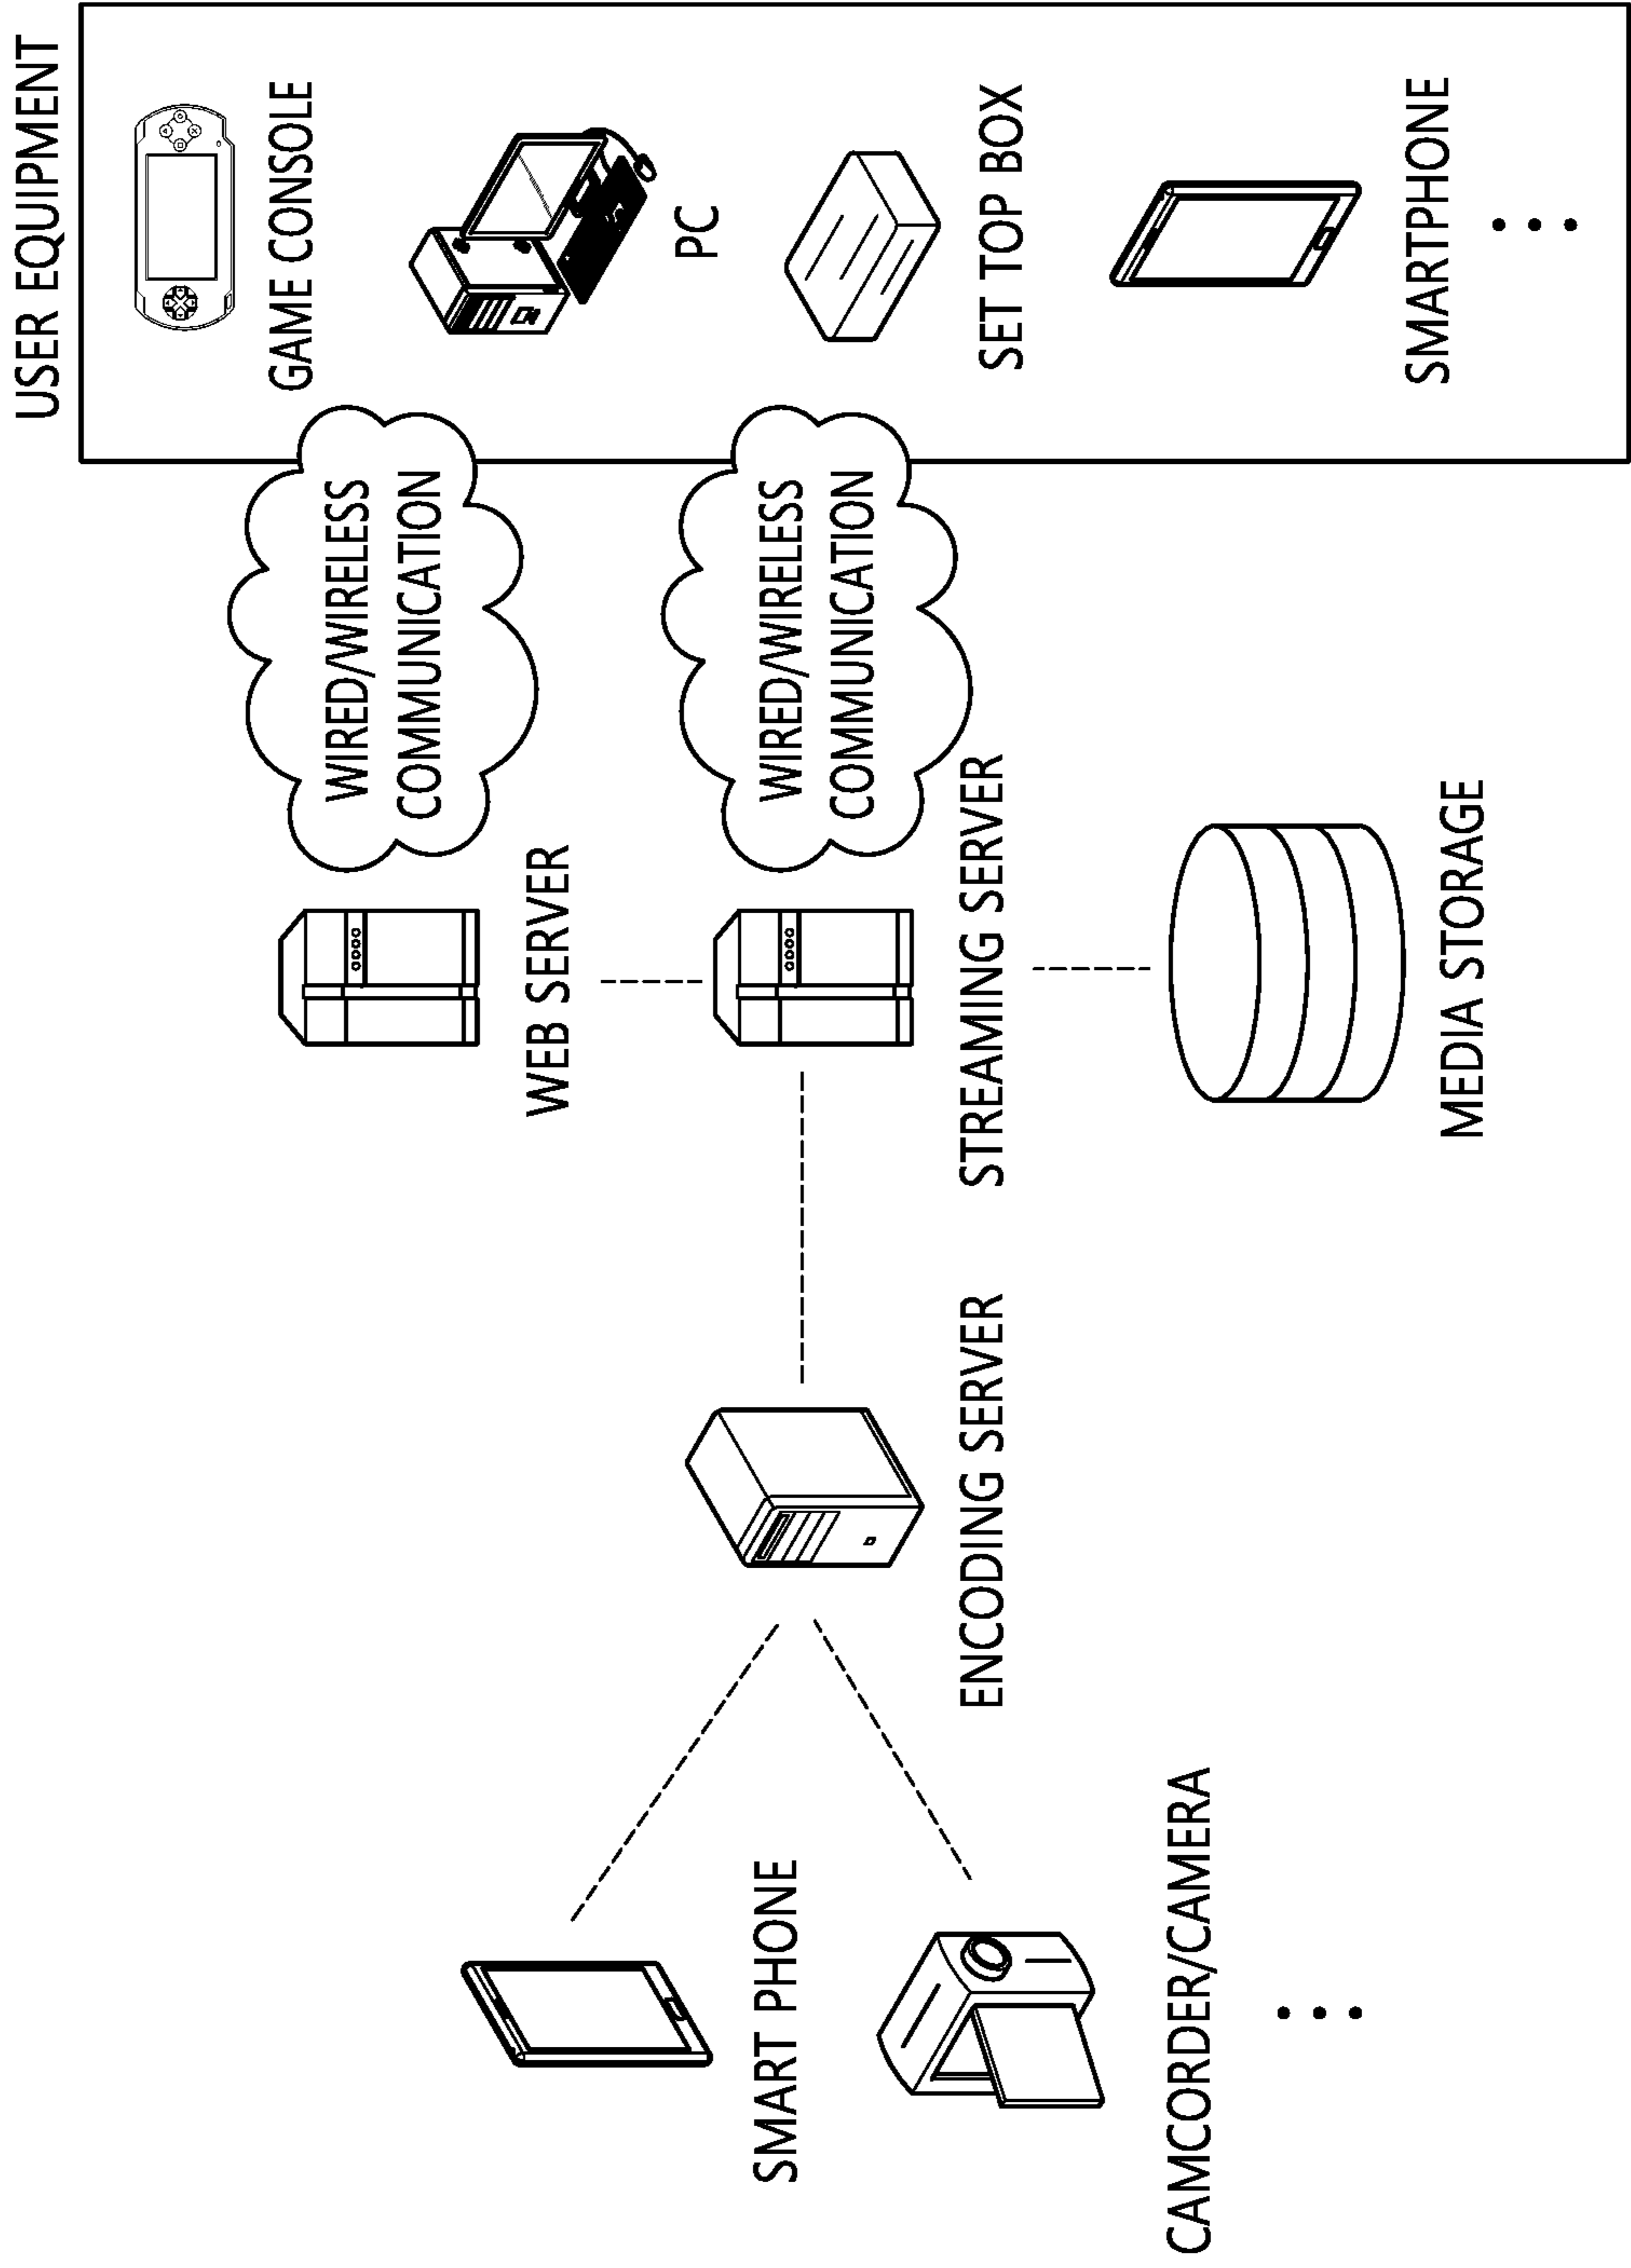 USER EQUIPMENT
GAME CONSOLE
PC
SET TOP BOX
SMARTPHONE
WIRED/WIRELESS
COMMUNICATION
WIRED/WIRELESS
COMMUNICATION
WEB SERVER
STREAMING SERVER
MEDIA STORAGE
ENCODING SERVER
SMART PHONE
CAMCORDER/CAMERA